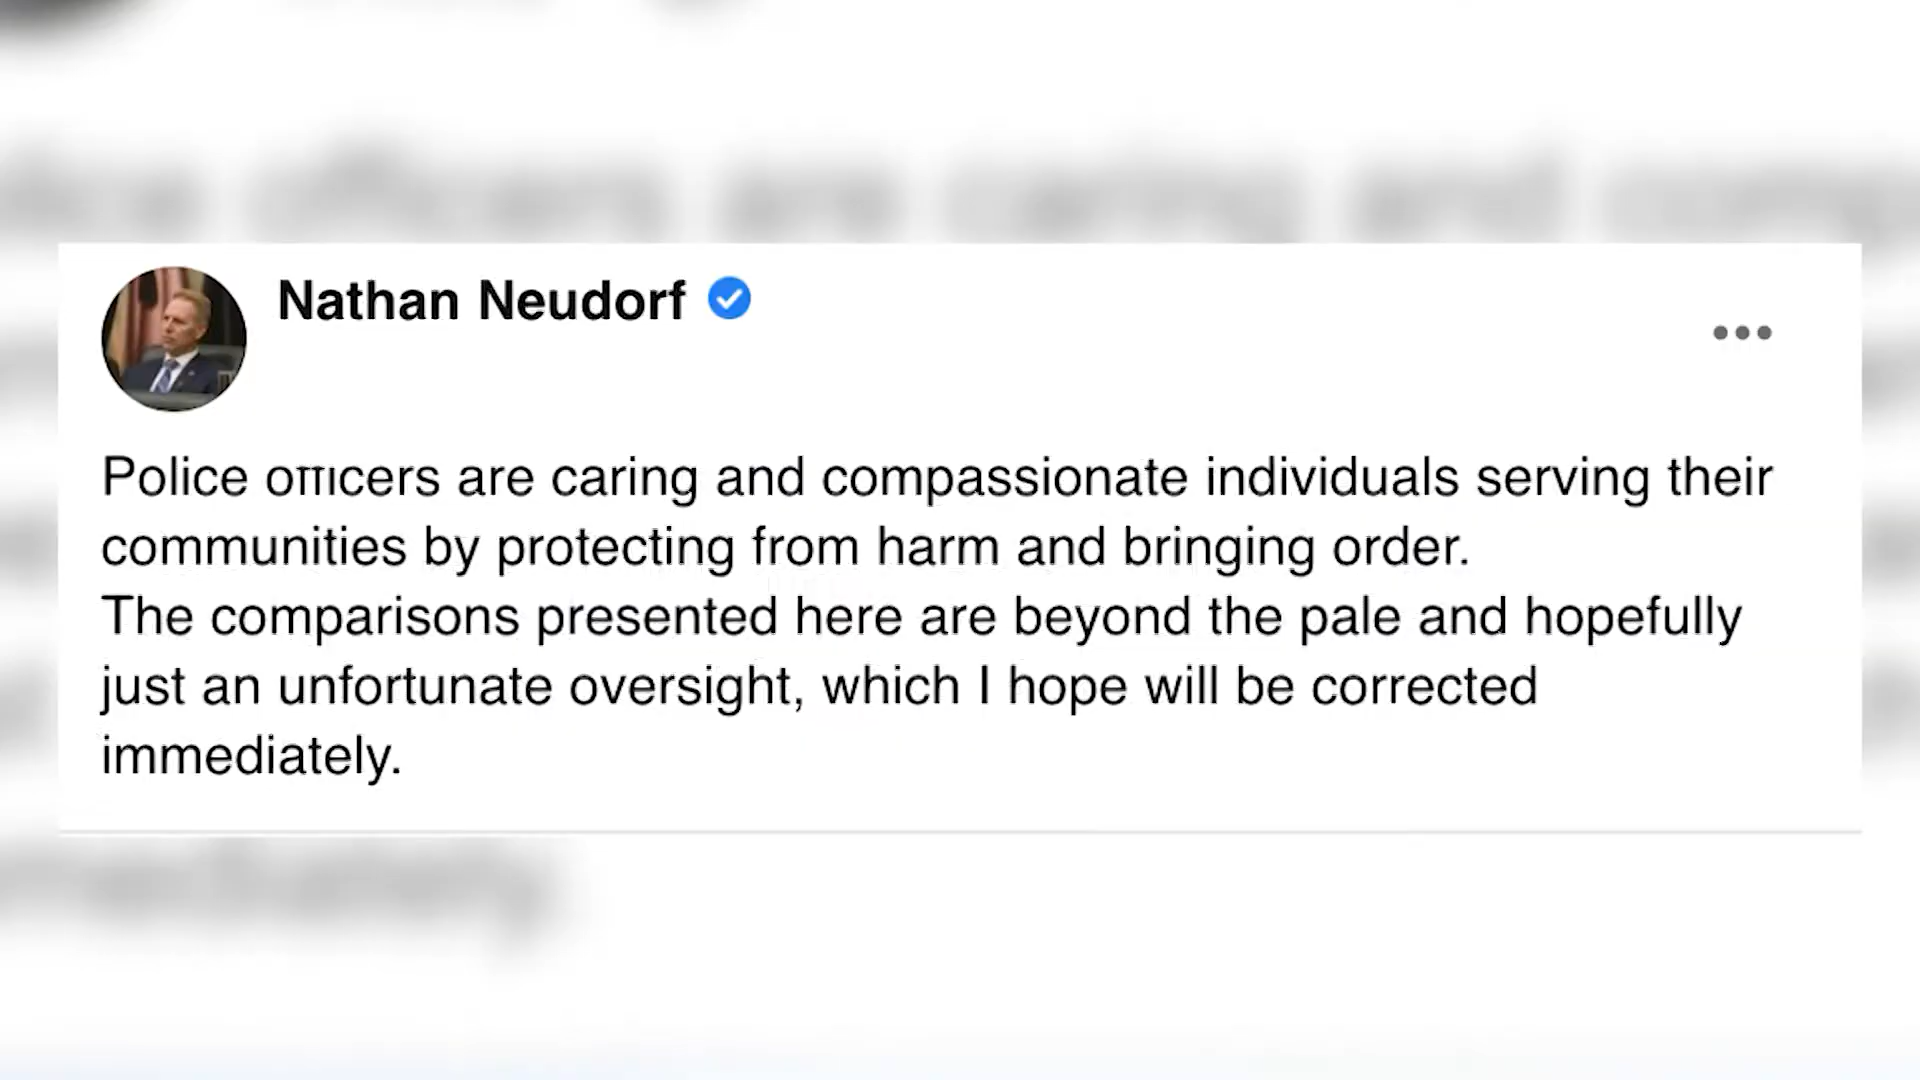 Nathan Neudorf
Police officers are caring and compassionate individuals serving their
communities by protecting from harm and bringing order.
The comparisons presented here are beyond the pale and hopefully
just an unfortunate oversight, which I hope will be corrected
immediately.